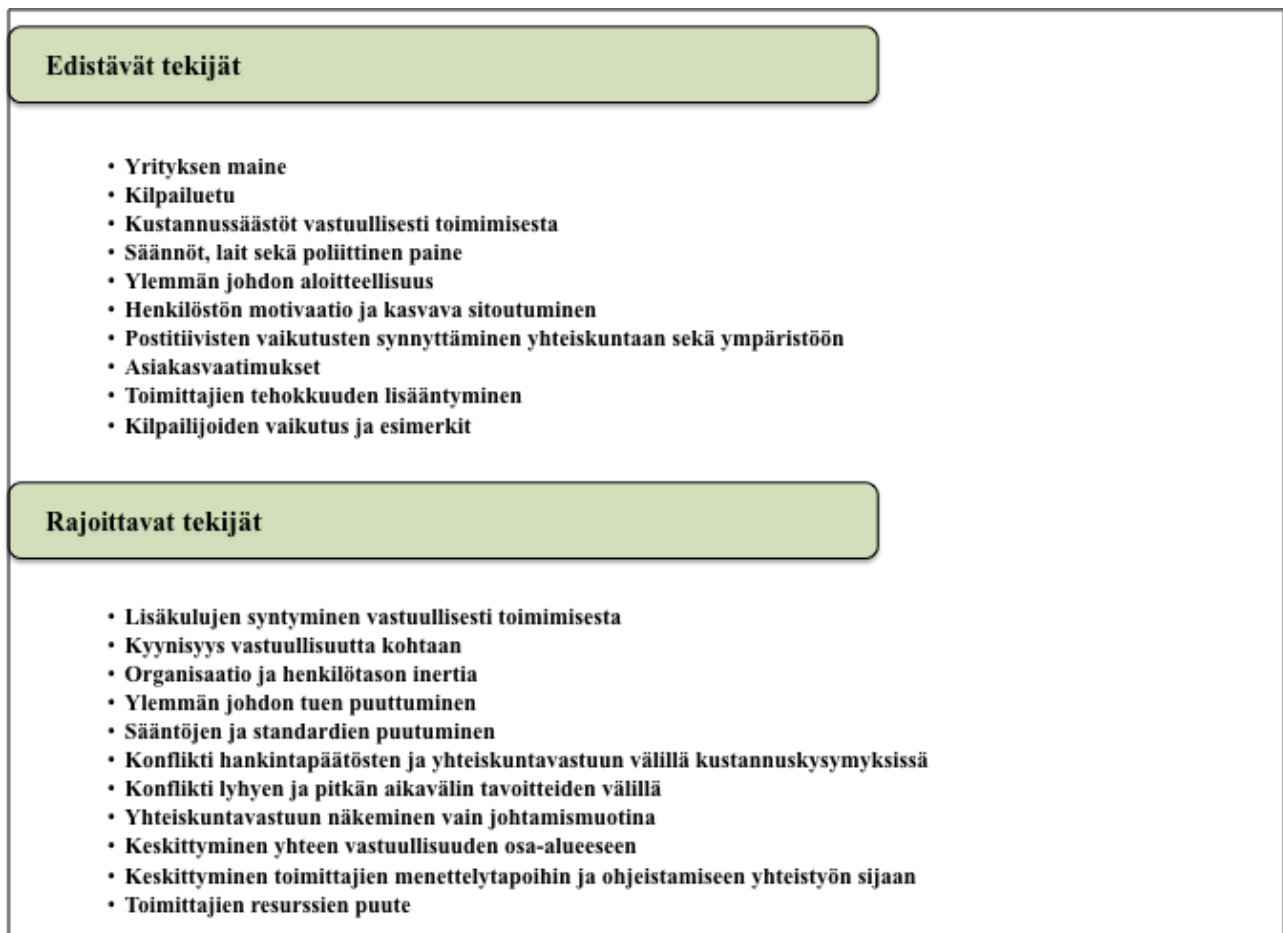 Edistävät tekijät
• Yrityksen maine
• Kilpailuetu
• Kustannussäästöt vastuullisesti toimimisesta
• Säännöt, lait sekä poliittinen paine
• Ylemmän johdon aloitteellisuus
• Henkilöstön motivaatio ja kasvava sitoutuminen
• Postitiivisten vaikutusten synnyttäminen yhteiskuntaan sekä ympäristöön
• Asiakasvaatimukset
• Toimittajien tehokkuuden lisääntyminen
• Kilpailijoiden vaikutus ja esimerkit
Rajoittavat tekijät
• Lisäkulujen syntyminen vastuullisesti toimimisesta
• Kyynisyys vastuullisuutta kohtaan
• Organisaatio ja henkilötason inertia
• Ylemmän johdon tuen puuttuminen
• Sääntöjen ja standardien puutuminen
• Konflikti hankintapäätösten ja yhteiskuntavastuun välillä kustannuskysymyksissä
• Konflikti lyhyen ja pitkän aikavälin tavoitteiden välillä
• Yhteiskuntavastuun näkeminen vain johtamismuotina
• Keskittyminen yhteen vastuullisuuden osa-alueeseen
• Keskittyminen toimittajien menettelytapoihin ja ohjeistamiseen yhteistyön sijaan
• Toimittajien resurssien puute